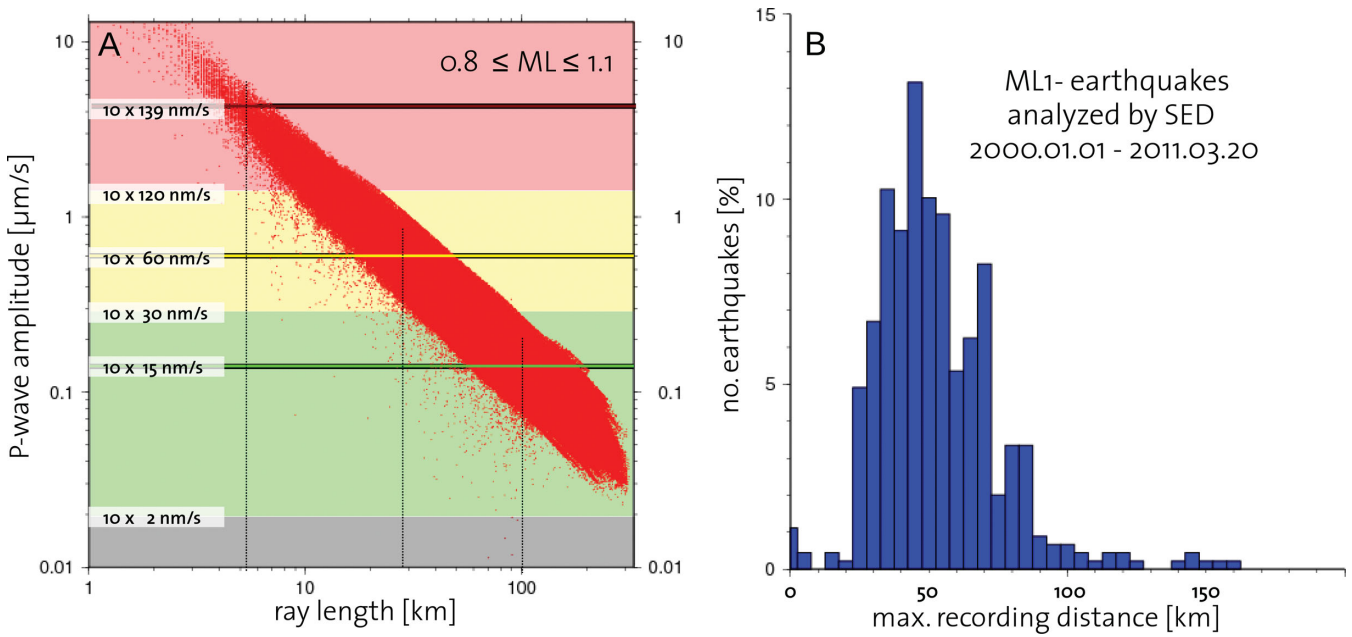 A
0.8 ≤ ML ≤ 1.1
P-wave amplitude [µm/s]
10
1
0.1
0.01
10 x 139 nm/s
10 x 120 nm/s
10 x 60 nm/s
10 x 30 nm/s
10 x 15 nm/s
10 x 2 nm/s
10
1
0.1
0.01
1
10
100
ray length [km]
B
ML1- earthquakes
analyzed by SED
2000.01.01 - 2011.03.20
no. earthquakes [%]
15
10
5
0
0
50
100
150
max. recording distance [km]